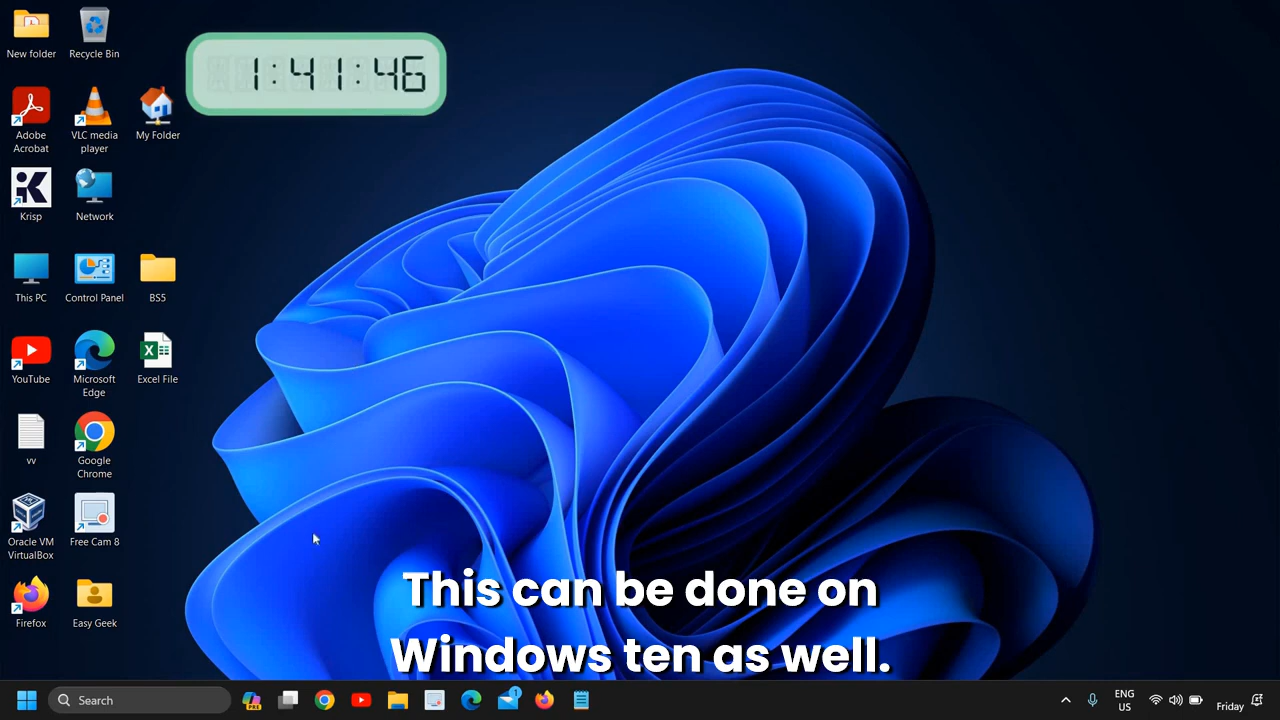 New folder
Recycle Bin
1:41:46
Adobe
Acrobat
VLC media
player
My Folder
Krisp
Network
This PC
Control Panel
BS5
YouTube
Microsoft
Edge
Excel File
vv
Google
Chrome
Oracle VM
VirtualBox
Free Cam 8
Firefox
Easy Geek
This can be done on
Windows ten as well.
Search
PRE
1
ENG
US
Friday